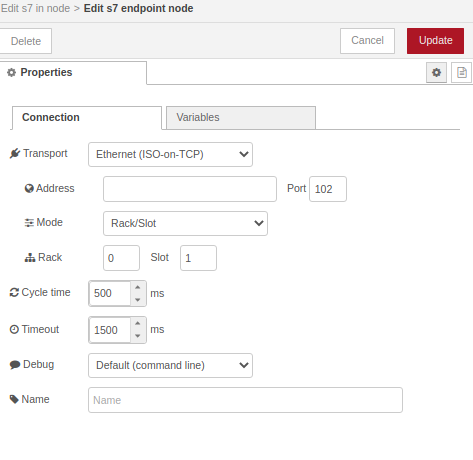 Edit s7 in node > Edit s7 endpoint node
Delete Cancel Update
Properties
Connection Variables
Transport Ethernet (ISO-on-TCP)
Address Port 102
Mode Rack/Slot
Rack 0 Slot 1
Cycle time 500 ms
Timeout 1500 ms
Debug Default (command line)
Name Name